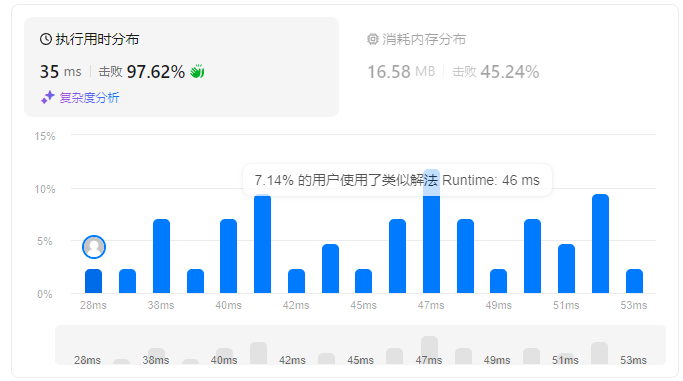 执行用时分布
消耗内存分布
35 ms 击败 97.62%
16.58 MB 击败 45.24%
复杂度分析
15%
7.14% 的用户使用了类似解法 Runtime: 46 ms
10%
5%
0%
28ms 38ms 40ms 42ms 45ms 47ms 49ms 51ms 53ms
28ms 38ms 40ms 42ms 45ms 47ms 49ms 51ms 53ms